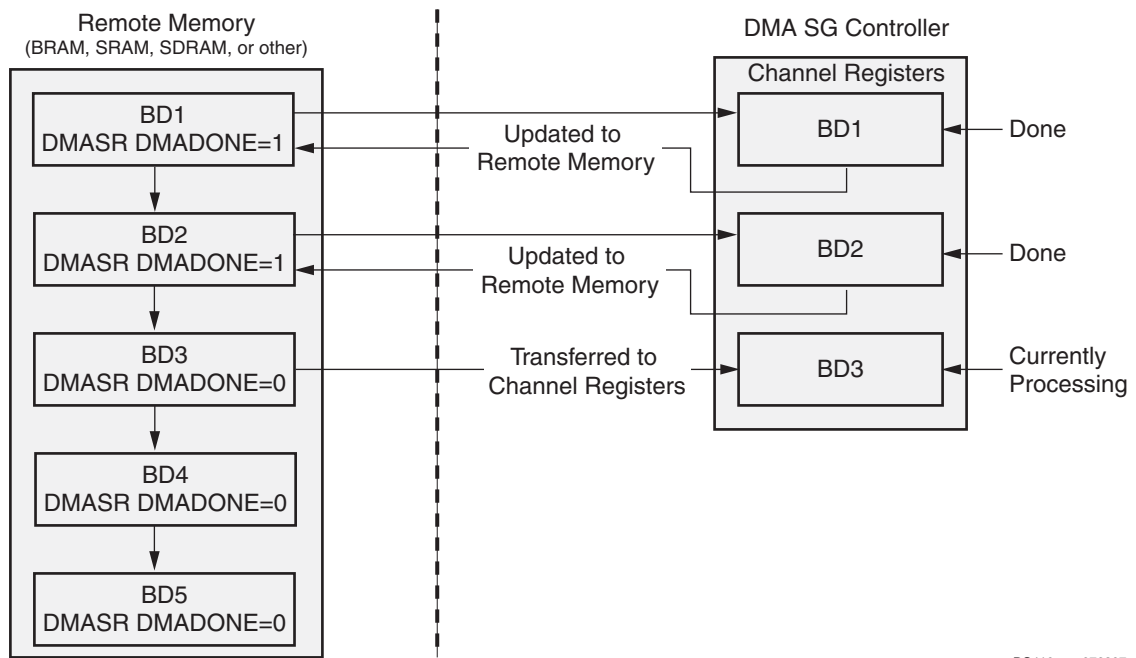 Remote Memory
(BRAM, SRAM, SDRAM, or other)
BD1
DMASR DMADONE=1
BD2
DMASR DMADONE=1
BD3
DMASR DMADONE=0
BD4
DMASR DMADONE=0
BD5
DMASR DMADONE=0
Updated to
Remote Memory
Updated to
Remote Memory
Transferred to
Channel Registers
DMA SG Controller
Channel Registers
BD1
BD2
BD3
Done
Done
Currently
Processing